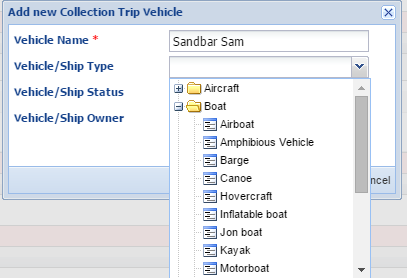 Add new Collection Trip Vehicle
Vehicle Name * Sandbar Sam
Vehicle/Ship Type
Vehicle/Ship Status
Vehicle/Ship Owner
Aircraft
Boat
Airboat
Amphibious Vehicle
Barge
Canoe
Hovercraft
Inflatable boat
Jon boat
Kayak
Motorboat
ncel